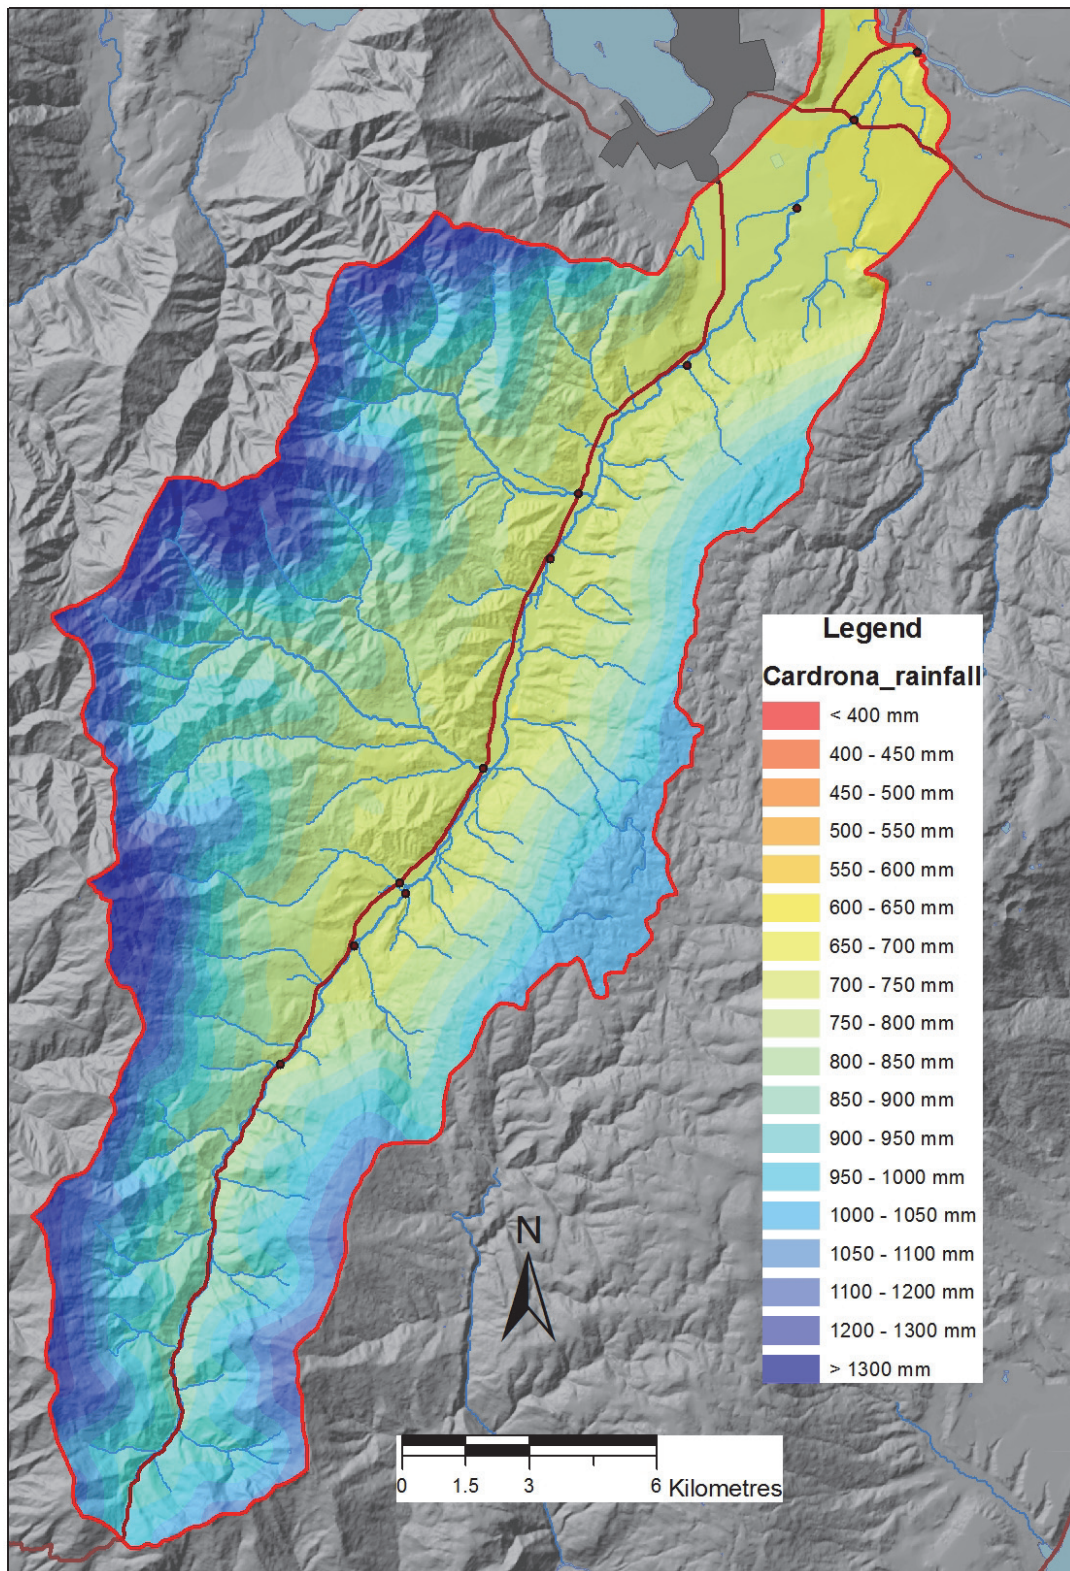 Legend
Cardrona_rainfall
< 400 mm
400 - 450 mm
450 - 500 mm
500 - 550 mm
550 - 600 mm
600 - 650 mm
650 - 700 mm
700 - 750 mm
750 - 800 mm
800 - 850 mm
850 - 900 mm
900 - 950 mm
950 - 1000 mm
1000 - 1050 mm
1050 - 1100 mm
1100 - 1200 mm
1200 - 1300 mm
> 1300 mm
N
0 1.5 3 6 Kilometres